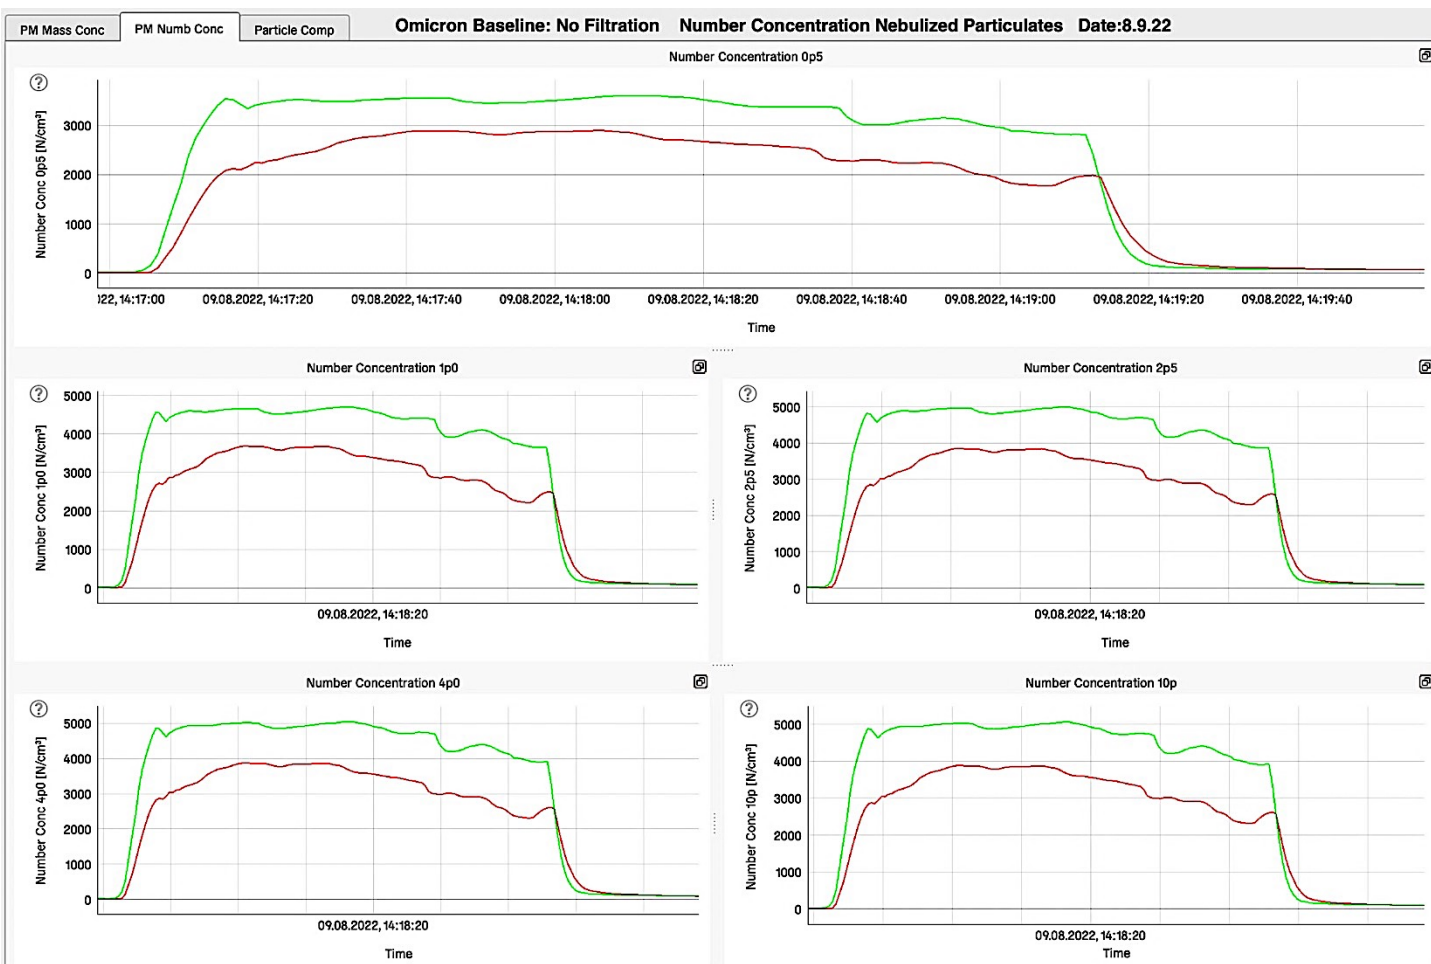 PM Mass Conc PM Numb Conc Particle Comp Omicron Baseline: No Filtration Number Concentration Nebulized Particulates Date:8.9.22
Number Concentration 0p5
?
Number Conc 0p5 [N/cm³]
3000
2000
1000
0
)22, 14:17:00 09.08.2022, 14:17:20 09.08.2022, 14:17:40 09.08.2022, 14:18:00 09.08.2022, 14:18:20 09.08.2022, 14:18:40 09.08.2022, 14:19:00 09.08.2022, 14:19:20 09.08.2022, 14:19:40
Time
Number Concentration 1p0
?
Number Conc 1p0 [N/cm³]
5000
4000
3000
2000
1000
0
09.08.2022, 14:18:20
Time
Number Concentration 2p5
?
Number Conc 2p5 [N/cm³]
5000
4000
3000
2000
1000
0
09.08.2022, 14:18:20
Time
Number Concentration 4p0
?
Number Conc 4p0 [N/cm³]
5000
4000
3000
2000
1000
0
09.08.2022, 14:18:20
Time
Number Concentration 10p
?
Number Conc 10p [N/cm³]
5000
4000
3000
2000
1000
0
09.08.2022, 14:18:20
Time